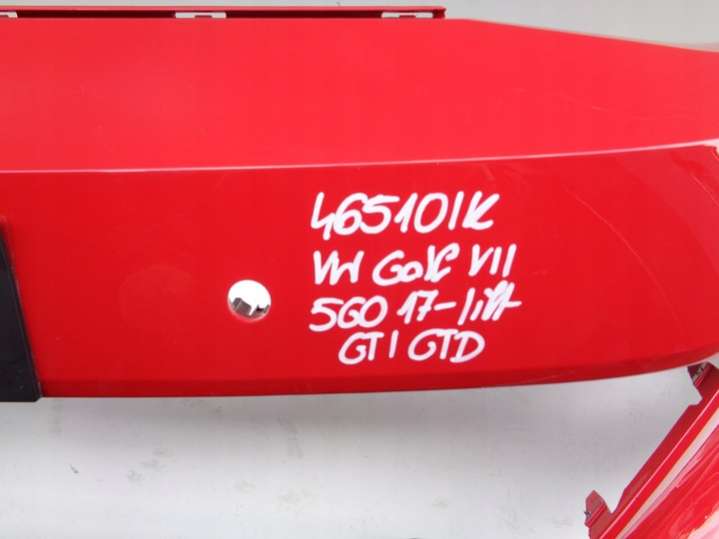 465101K
VW Golf VII
5G0 17-lift
GTI GTD